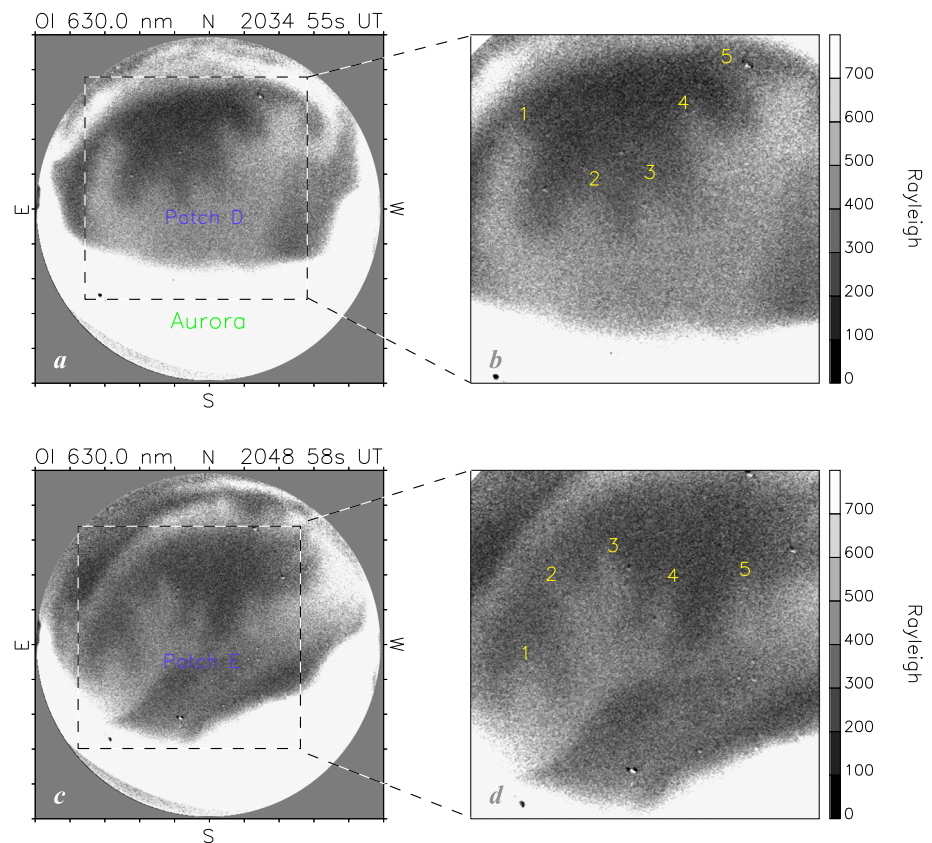 OI 630.0 nm N 2034 55s UT
E
W
S
Patch D
Aurora
a
1
2
3
4
5
b
700
600
500
400
300
200
100
0
Rayleigh
OI 630.0 nm N 2048 58s UT
E
W
S
Patch F
c
1
2
3
4
5
d
700
600
500
400
300
200
100
0
Rayleigh